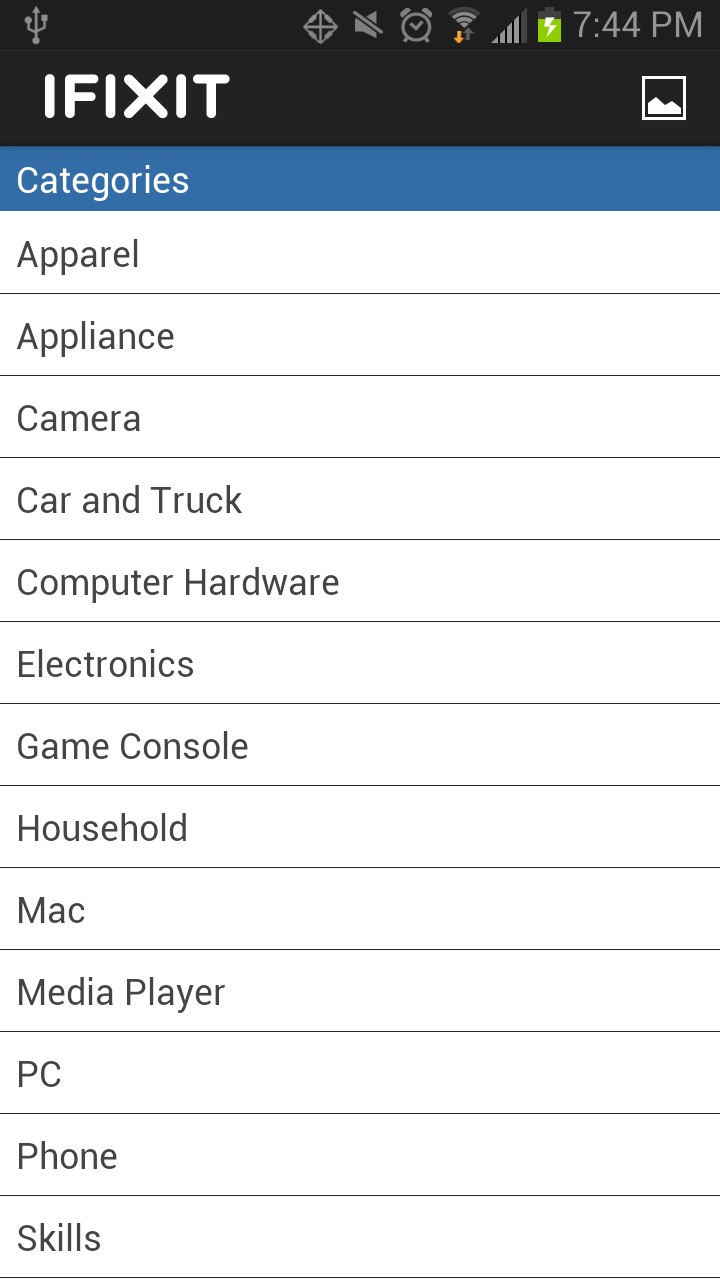 7:44 PM
IFIXIT
Categories
Apparel
Appliance
Camera
Car and Truck
Computer Hardware
Electronics
Game Console
Household
Mac
Media Player
PC
Phone
Skills